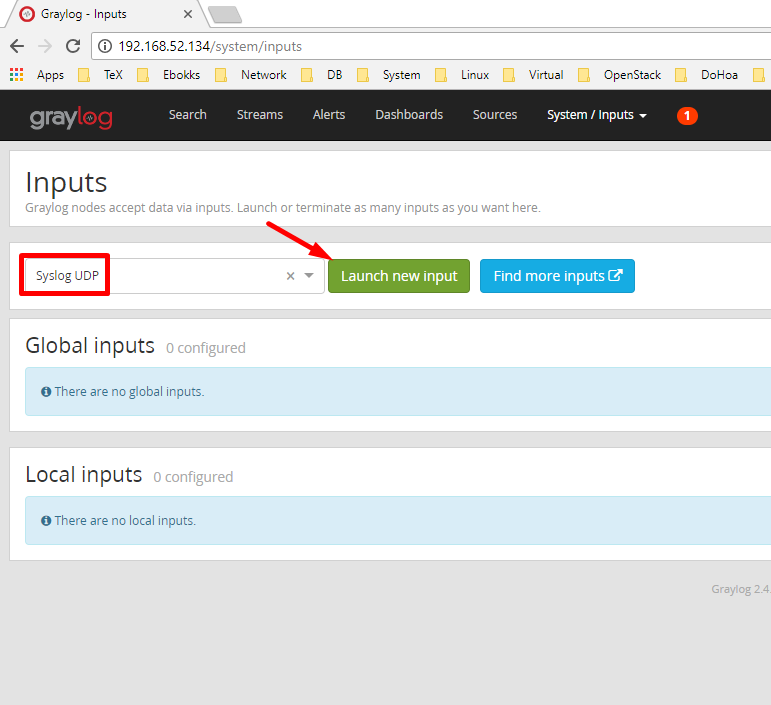 Graylog - Inputs
192.168.52.134/system/inputs
Apps TeX Ebokks Network DB System Linux Virtual OpenStack DoHoa
graylog Search Streams Alerts Dashboards Sources System / Inputs 1
Inputs
Graylog nodes accept data via inputs. Launch or terminate as many inputs as you want here.
Syslog UDP × Launch new input Find more inputs
Global inputs 0 configured
There are no global inputs.
Local inputs 0 configured
There are no local inputs.
Graylog 2.4.